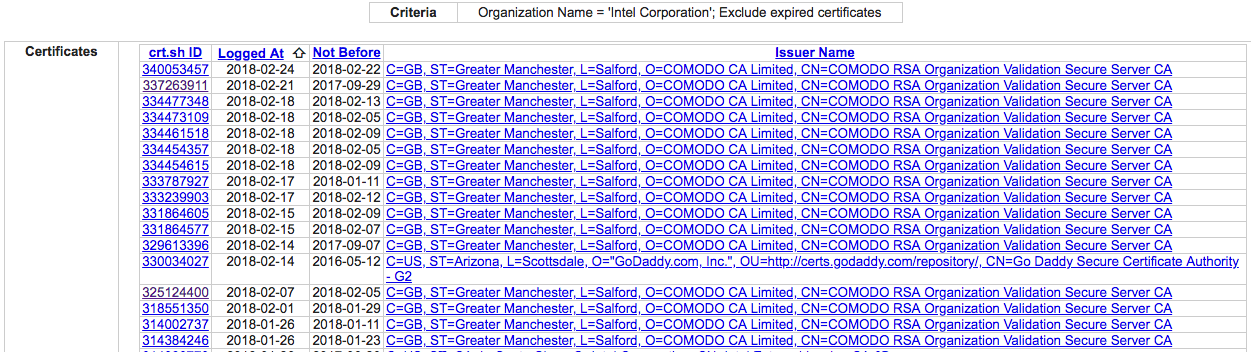 Criteria Organization Name = 'Intel Corporation'; Exclude expired certificates
Certificates crt.sh ID Logged At ⇧ Not Before Issuer Name
340053457 2018-02-24 2018-02-22 C=GB, ST=Greater Manchester, L=Salford, O=COMODO CA Limited, CN=COMODO RSA Organization Validation Secure Server CA
337263911 2018-02-21 2017-09-29 C=GB, ST=Greater Manchester, L=Salford, O=COMODO CA Limited, CN=COMODO RSA Organization Validation Secure Server CA
334477348 2018-02-18 2018-02-13 C=GB, ST=Greater Manchester, L=Salford, O=COMODO CA Limited, CN=COMODO RSA Organization Validation Secure Server CA
334473109 2018-02-18 2018-02-05 C=GB, ST=Greater Manchester, L=Salford, O=COMODO CA Limited, CN=COMODO RSA Organization Validation Secure Server CA
334461518 2018-02-18 2018-02-09 C=GB, ST=Greater Manchester, L=Salford, O=COMODO CA Limited, CN=COMODO RSA Organization Validation Secure Server CA
334454357 2018-02-18 2018-02-05 C=GB, ST=Greater Manchester, L=Salford, O=COMODO CA Limited, CN=COMODO RSA Organization Validation Secure Server CA
334454615 2018-02-18 2018-02-09 C=GB, ST=Greater Manchester, L=Salford, O=COMODO CA Limited, CN=COMODO RSA Organization Validation Secure Server CA
333787927 2018-02-17 2018-01-11 C=GB, ST=Greater Manchester, L=Salford, O=COMODO CA Limited, CN=COMODO RSA Organization Validation Secure Server CA
333239903 2018-02-17 2018-02-12 C=GB, ST=Greater Manchester, L=Salford, O=COMODO CA Limited, CN=COMODO RSA Organization Validation Secure Server CA
331864605 2018-02-15 2018-02-09 C=GB, ST=Greater Manchester, L=Salford, O=COMODO CA Limited, CN=COMODO RSA Organization Validation Secure Server CA
331864577 2018-02-15 2018-02-07 C=GB, ST=Greater Manchester, L=Salford, O=COMODO CA Limited, CN=COMODO RSA Organization Validation Secure Server CA
329613396 2018-02-14 2017-09-07 C=GB, ST=Greater Manchester, L=Salford, O=COMODO CA Limited, CN=COMODO RSA Organization Validation Secure Server CA
330034027 2018-02-14 2016-05-12 C=US, ST=Arizona, L=Scottsdale, O="GoDaddy.com, Inc.", OU=http://certs.godaddy.com/repository/, CN=Go Daddy Secure Certificate Authority
- G2
325124400 2018-02-07 2018-02-05 C=GB, ST=Greater Manchester, L=Salford, O=COMODO CA Limited, CN=COMODO RSA Organization Validation Secure Server CA
318551350 2018-02-01 2018-01-29 C=GB, ST=Greater Manchester, L=Salford, O=COMODO CA Limited, CN=COMODO RSA Organization Validation Secure Server CA
314002737 2018-01-26 2018-01-11 C=GB, ST=Greater Manchester, L=Salford, O=COMODO CA Limited, CN=COMODO RSA Organization Validation Secure Server CA
314384246 2018-01-26 2018-01-23 C=GB, ST=Greater Manchester, L=Salford, O=COMODO CA Limited, CN=COMODO RSA Organization Validation Secure Server CA